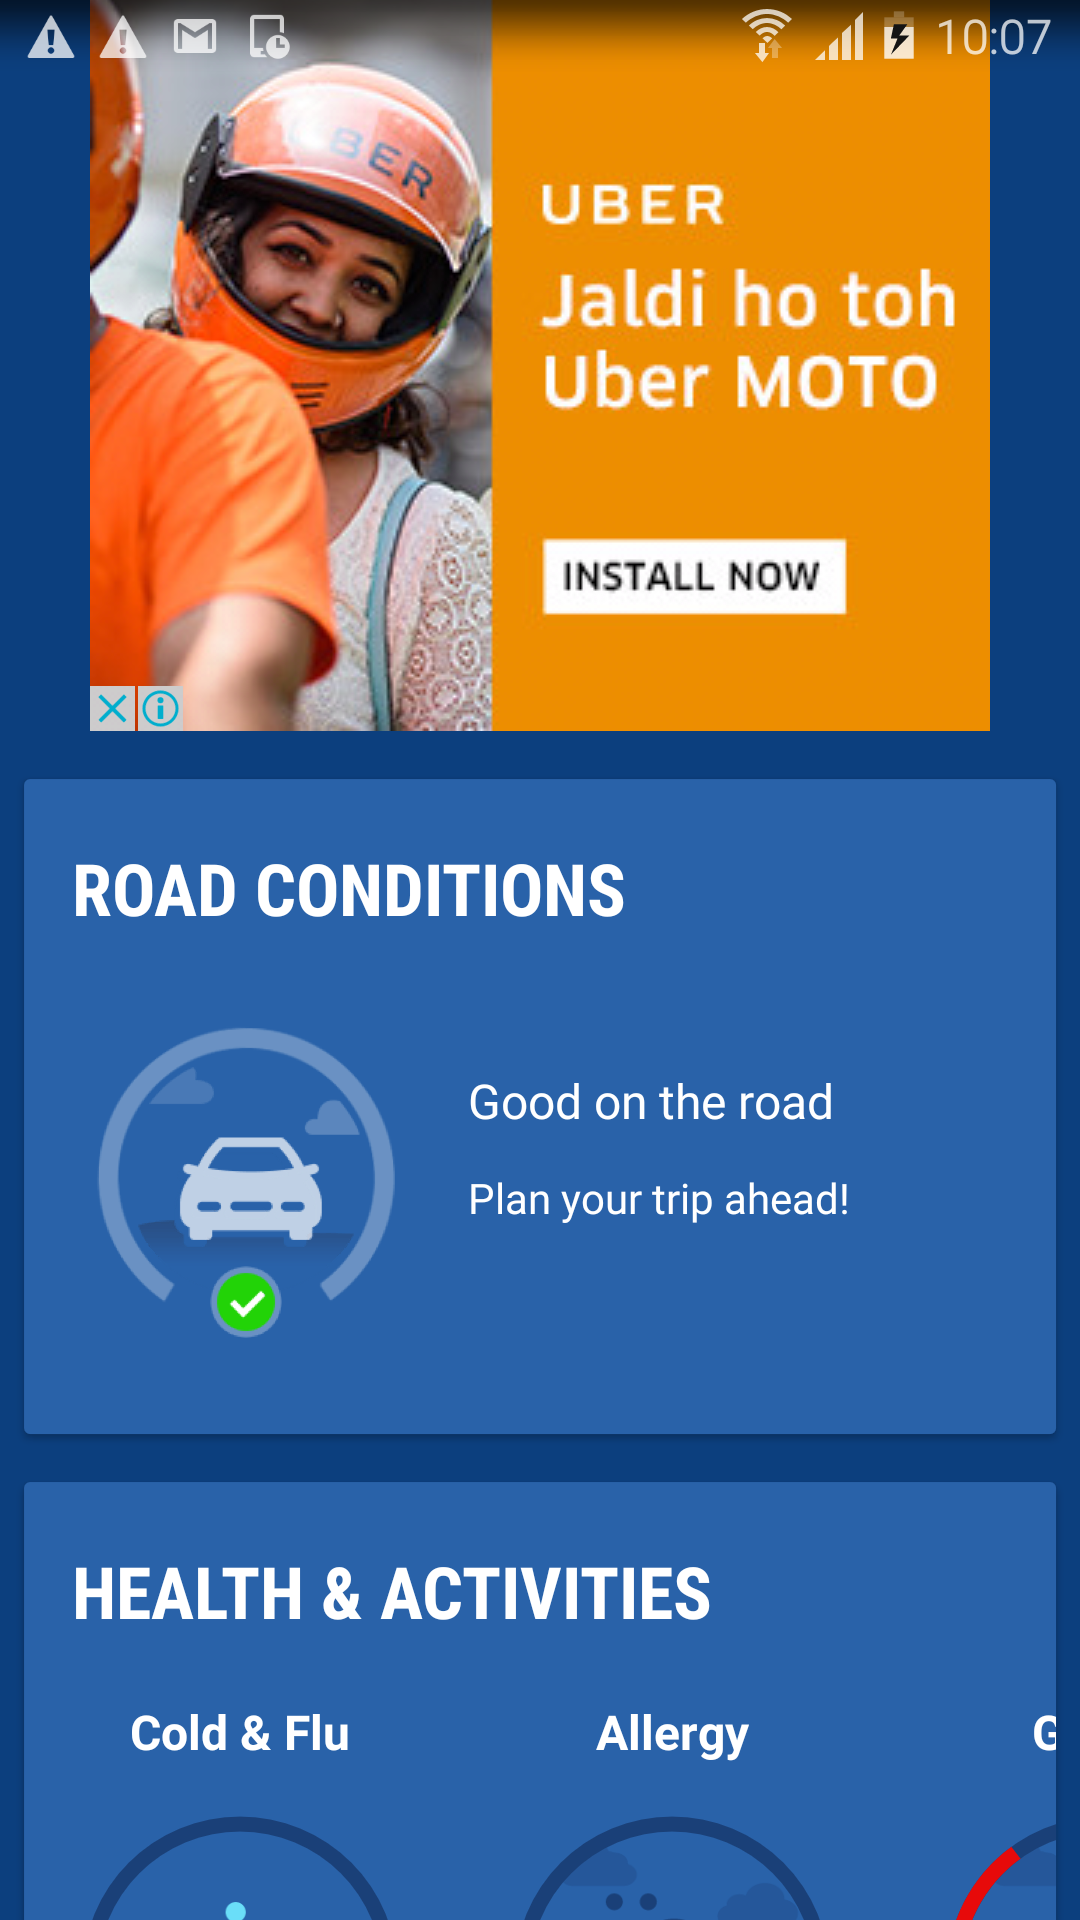 10:07
BER
UBER
Jaldi ho toh
Uber MOTO
INSTALL NOW
ROAD CONDITIONS
Good on the road
Plan your trip ahead!
HEALTH & ACTIVITIES
Cold & Flu
Allergy